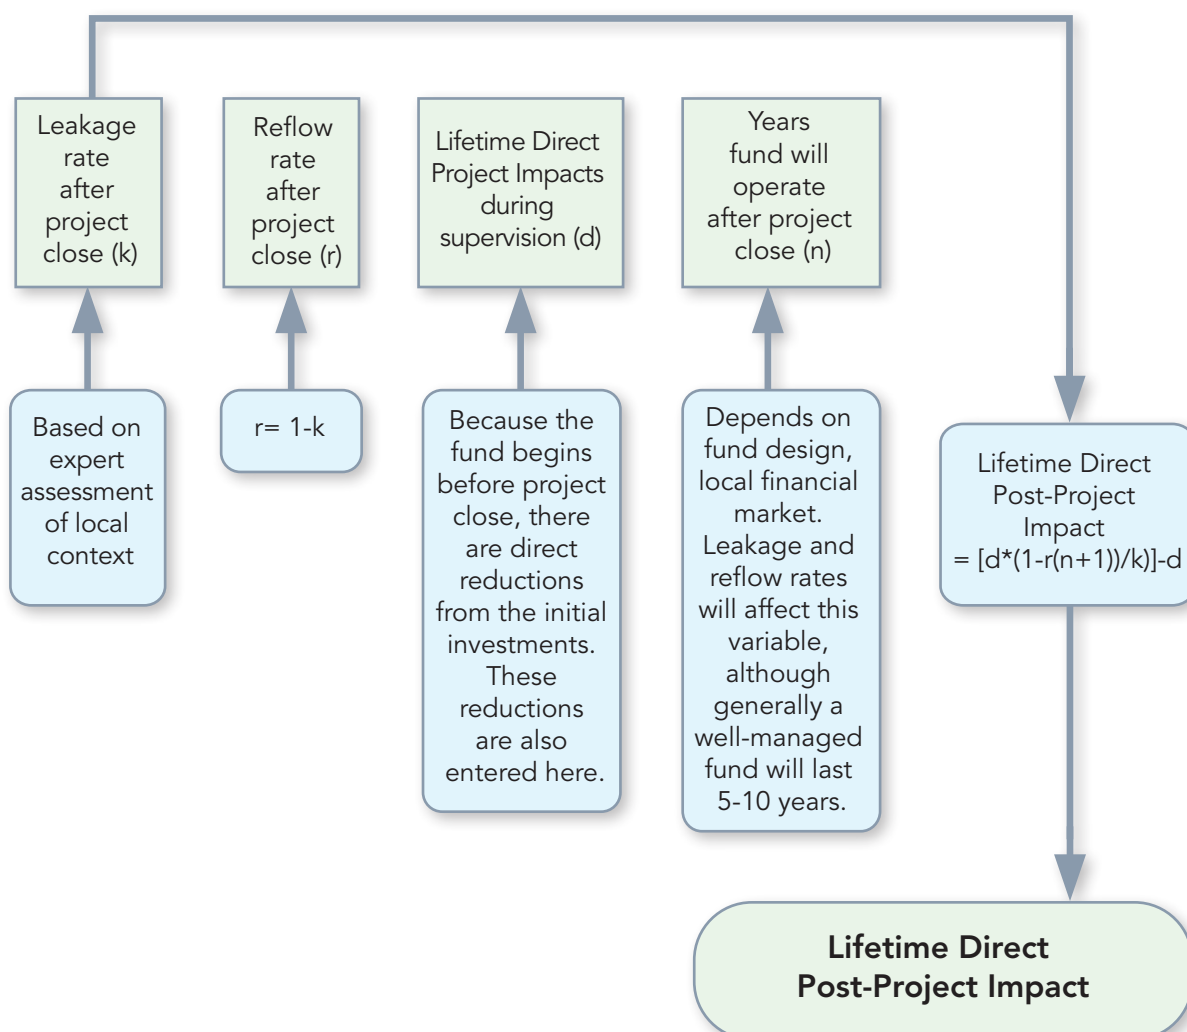 Leakage
rate
after
project
close (k)
Reflow
rate
after
project
close (r)
Lifetime Direct
Project Impacts
during
supervision (d)
Years
fund will
operate
after project
close (n)
Based on
expert
assessment
of local
context
r= 1-k
Because the
fund begins
before project
close, there
are direct
reductions
from the initial
investments.
These
reductions
are also
entered here.
Depends on
fund design,
local financial
market.
Leakage and
reflow rates
will affect this
variable,
although
generally a
well-managed
fund will last
5-10 years.
Lifetime Direct
Post-Project
Impact
= [d*(1-r(n+1))/k)]-d
Lifetime Direct
Post-Project Impact